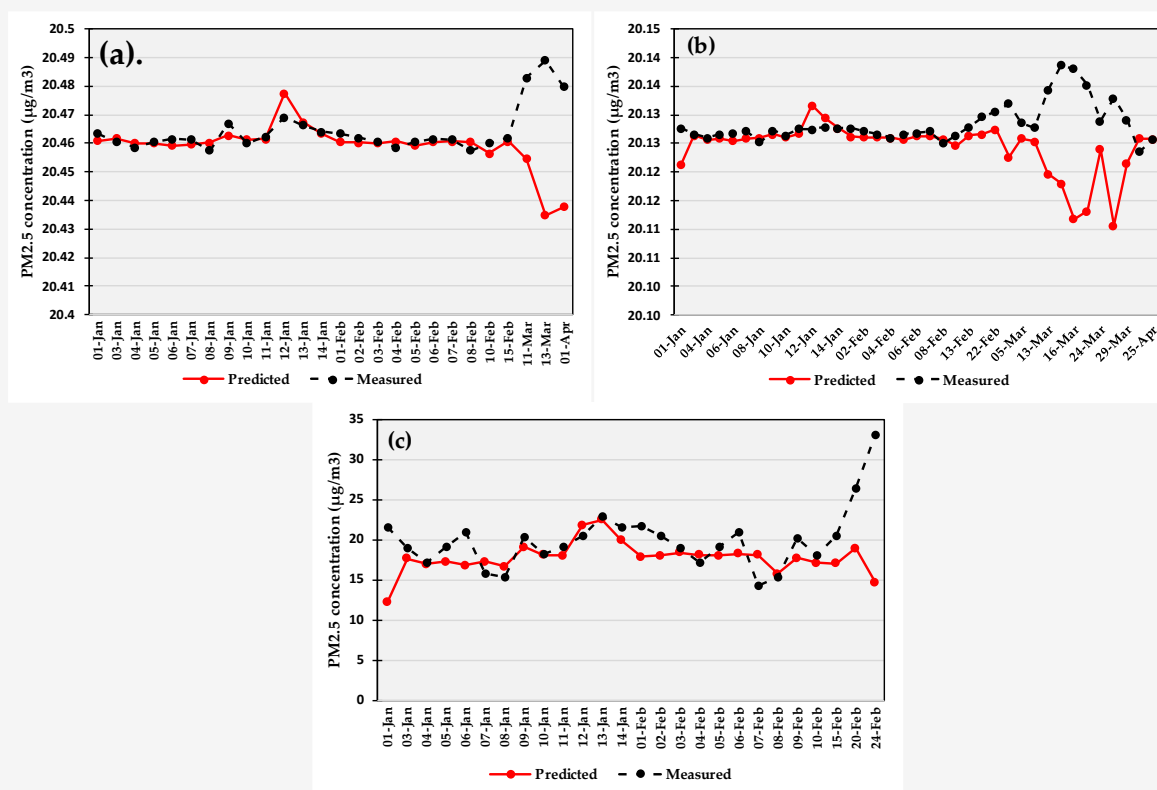 (a).
PM2.5 concentration (µg/m3)
20.5
20.49
20.48
20.47
20.46
20.45
20.44
20.43
20.42
20.41
20.4
01-Jan
03-Jan
04-Jan
05-Jan
06-Jan
07-Jan
08-Jan
09-Jan
10-Jan
11-Jan
12-Jan
13-Jan
14-Jan
01-Feb
02-Feb
03-Feb
04-Feb
05-Feb
06-Feb
07-Feb
08-Feb
10-Feb
15-Feb
11-Mar
13-Mar
01-Apr
Predicted Measured
(b)
PM2.5 concentration (µg/m3)
20.15
20.14
20.14
20.13
20.13
20.12
20.12
20.11
20.11
20.10
20.10
01-Jan
04-Jan
06-Jan
08-Jan
10-Jan
12-Jan
14-Jan
02-Feb
04-Feb
06-Feb
08-Feb
13-Feb
22-Feb
05-Mar
13-Mar
16-Mar
24-Mar
29-Mar
25-Apr
Predicted Measured
(c)
PM2.5 concentration (µg/m3)
35
30
25
20
15
10
5
0
01-Jan
03-Jan
04-Jan
05-Jan
06-Jan
07-Jan
08-Jan
09-Jan
10-Jan
11-Jan
12-Jan
13-Jan
14-Jan
01-Feb
02-Feb
03-Feb
04-Feb
05-Feb
06-Feb
07-Feb
08-Feb
09-Feb
10-Feb
15-Feb
20-Feb
24-Feb
Predicted Measured